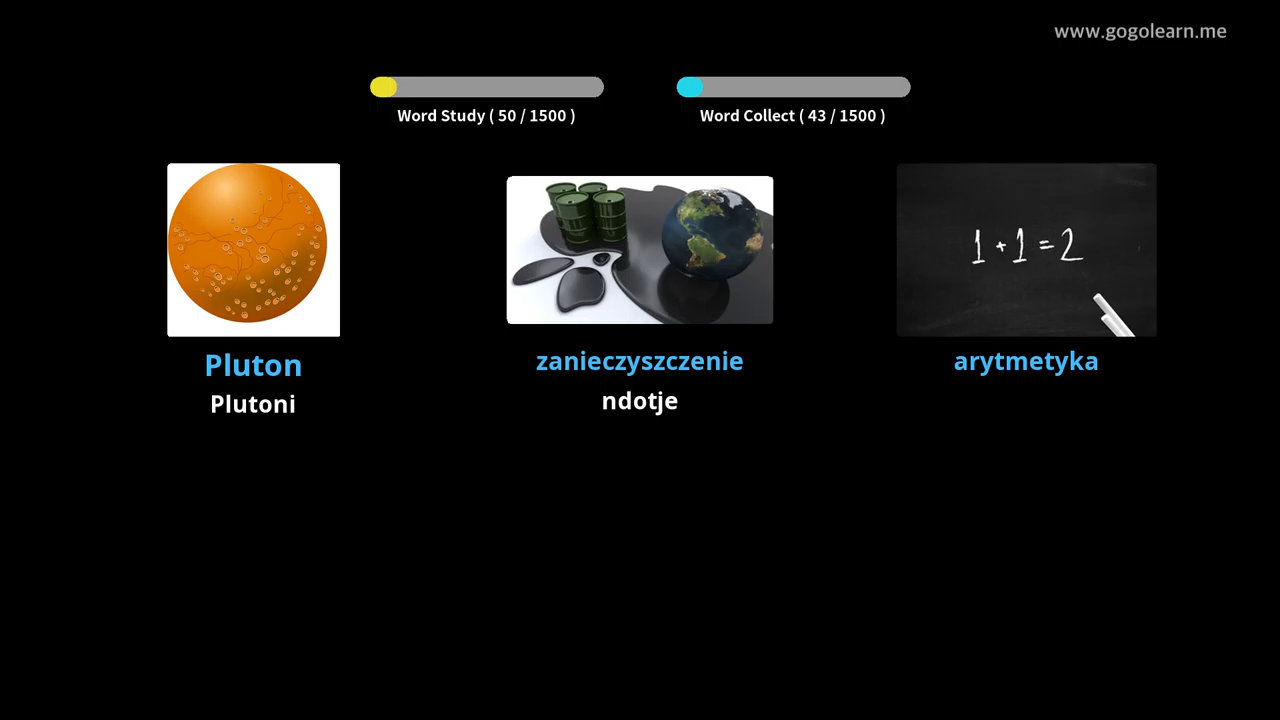 www.gogolearn.me
Word Study ( 50 / 1500 )
Word Collect ( 43 / 1500 )
1 + 1 = 2
Pluton
Plutoni
zanieczyszczenie
ndotje
arytmetyka